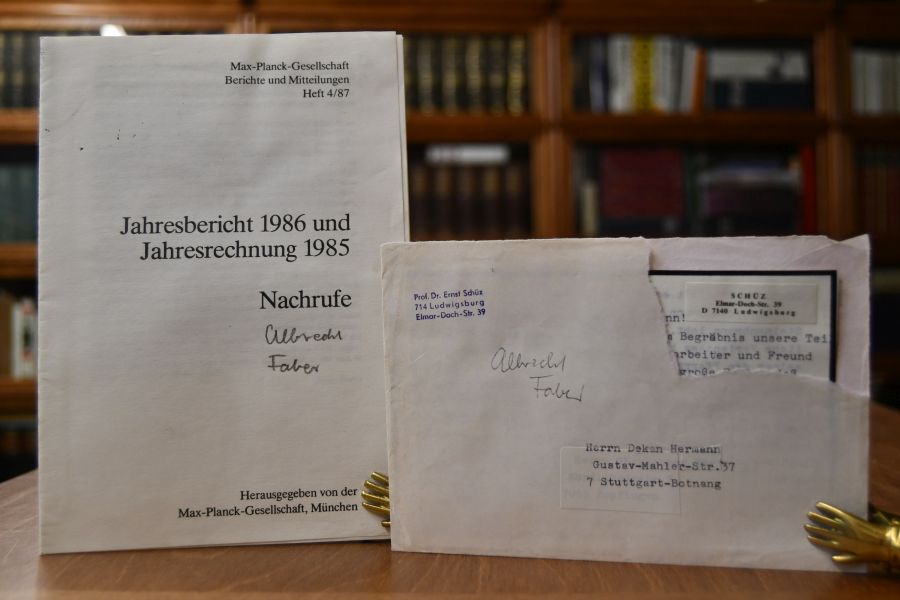 Max-Planck-Gesellschaft
Berichte und Mitteilungen
Heft 4/87
Jahresbericht 1986 und
Jahresrechnung 1985
Nachrufe
Albrecht
Faber
Herausgegeben von der
Max-Planck-Gesellschaft, München
Prof. Dr. Ernst Schüz
714 Ludwigsburg
Elmar-Doch-Str. 39
Albrecht
Faber
Herrn Dekan Hermann
Gustav-Mahler-Str.37
7 Stuttgart-Botnang
SCHÜZ
Elmar-Doch-Str. 39
D 7140 Ludwigsburg
nn!
s Begräbnis unsere Tei
arbeiter und Freund
große